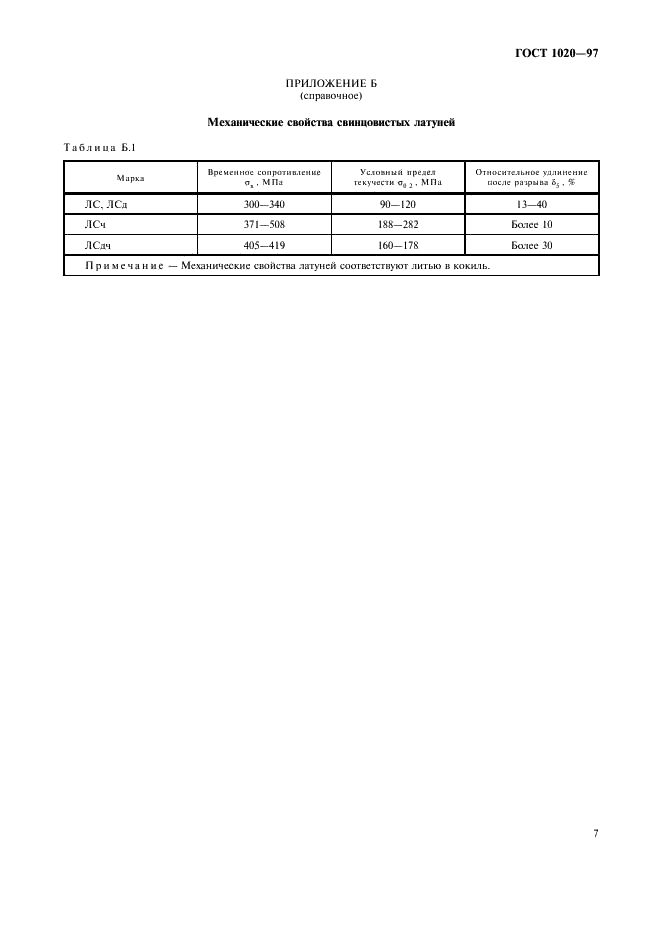 ГОСТ 1020—97
ПРИЛОЖЕНИЕ Б
(справочное)
Механические свойства свинцовистых латуней
Таблица Б.1
Марка
Временное сопротивление
σв, МПа
Условный предел
текучести σ0 2, МПа
Относительное удлинение
после разрыва δ5, %
ЛС, ЛСд 300—340 90—120 13—40
ЛСч 371—508 188—282 Более 10
ЛСдч 405—419 160—178 Более 30
Примечание — Механические свойства латуней соответствуют литью в кокиль.
7